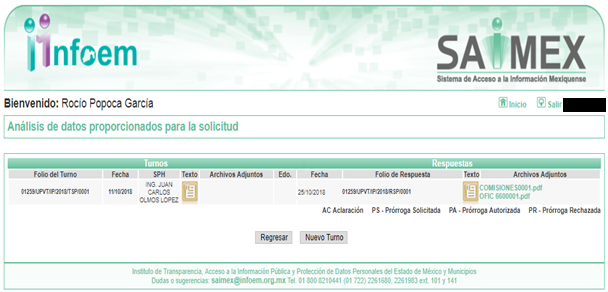 infoem
SAIMEX
Sistema de Acceso a la Información Mexiquense
Bienvenido: Rocío Popoca García
Inicio Salir
Análisis de datos proporcionados para la solicitud
Turnos Respuestas
Folio del Turno Fecha SPH Texto Archivos Adjuntos Edo. Fecha Folio de Respuesta Texto Archivos Adjuntos
01259/UPVT/IP/2018/TSP/0001 11/10/2018 ING. JUAN CARLOS OLMOS LOPEZ 25/10/2018 01259/UPVT/IP/2018/RSP/0001 COMISIONES0001.pdf
OFIC 6600001.pdf
AC Aclaración PS - Prórroga Solicitada PA - Prórroga Autorizada PR - Prórroga Rechazada
Regresar Nuevo Turno
Instituto de Transparencia, Acceso a la Información Pública y Protección de Datos Personales del Estado de México y Municipios
Dudas o sugerencias: saimex@infoem.org.mx Tel. 01 800 8210441 (01 722) 2261680, 2261983 ext. 101 y 141